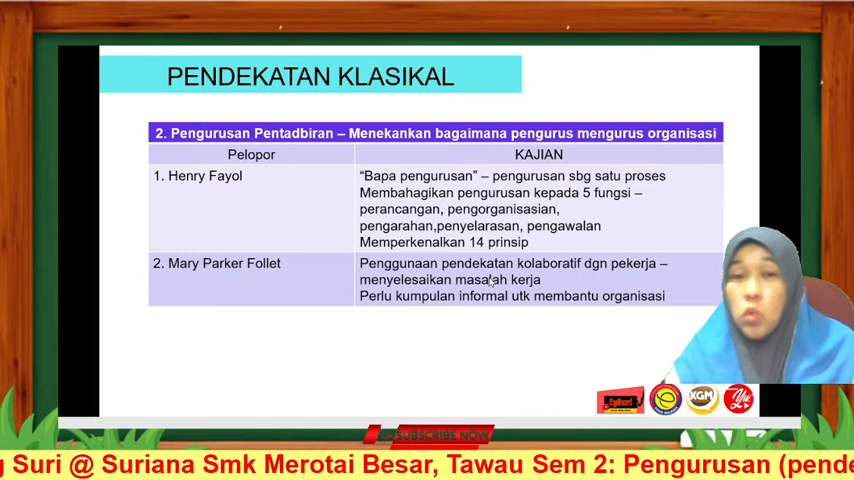 PENDEKATAN KLASIKAL
2. Pengurusan Pentadbiran – Menekankan bagaimana pengurus mengurus organisasi
Pelopor
KAJIAN
1. Henry Fayol
“Bapa pengurusan” – pengurusan sbg satu proses
Membahagikan pengurusan kepada 5 fungsi –
perancangan, pengorganisasian,
pengarahan,penyelarasan, pengawalan
Memperkenalkan 14 prinsip
2. Mary Parker Follet
Penggunaan pendekatan kolaboratif dgn pekerja –
menyelesaikan masalah kerja
Perlu kumpulan informal utk membantu organisasi
KGM
SUBSCRIBE NOW
g Suri @ Suriana Smk Merotai Besar, Tawau Sem 2: Pengurusan (pende